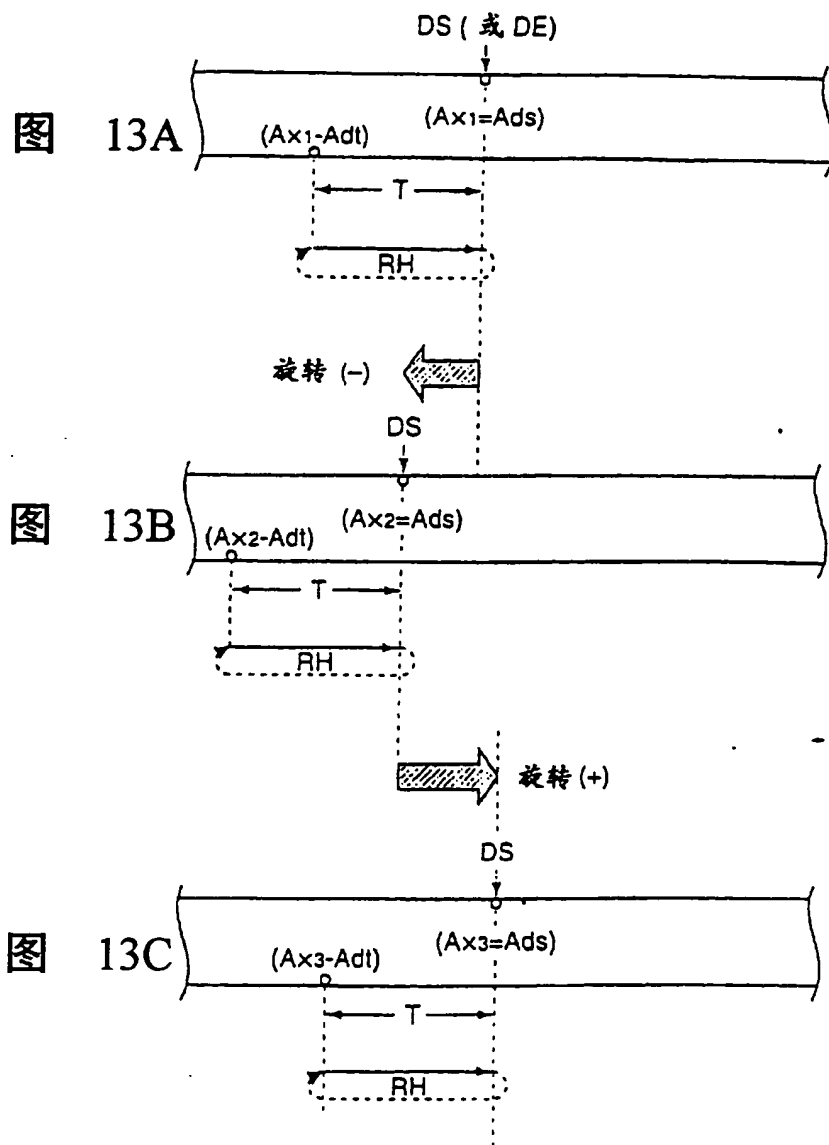 DS ( 或 DE)
图 13A
(Ax1=Ads)
(Ax1-Adt)
T
RH
旋转 (-)
DS
图 13B
(Ax2=Ads)
(Ax2-Adt)
T
RH
旋转 (+)
DS
图 13C
(Ax3=Ads)
(Ax3-Adt)
T
RH